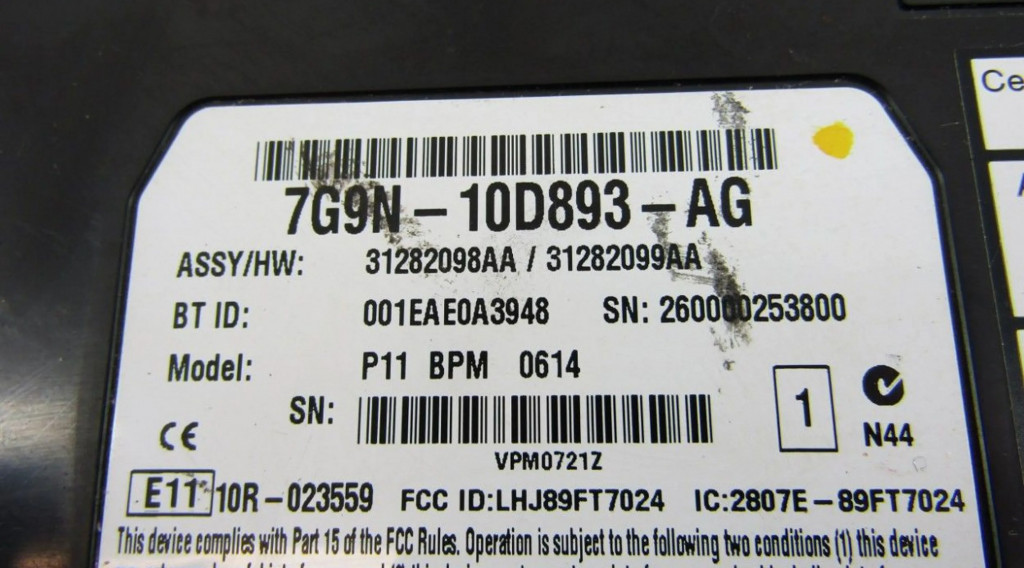 Ce
7G9N – 10D893 – AG
ASSY/HW: 31282098AA / 31282099AA
BT ID: 001EAE0A3948 SN: 260000253800
Model: P11 BPM 0614
SN:
1
N44
CE
VPM0721Z
E11 10R – 023559 FCC ID:LHJ89FT7024 IC:2807E – 89FT7024
This device complies with Part 15 of the FCC Rules. Operation is subject to the following two conditions (1) this device